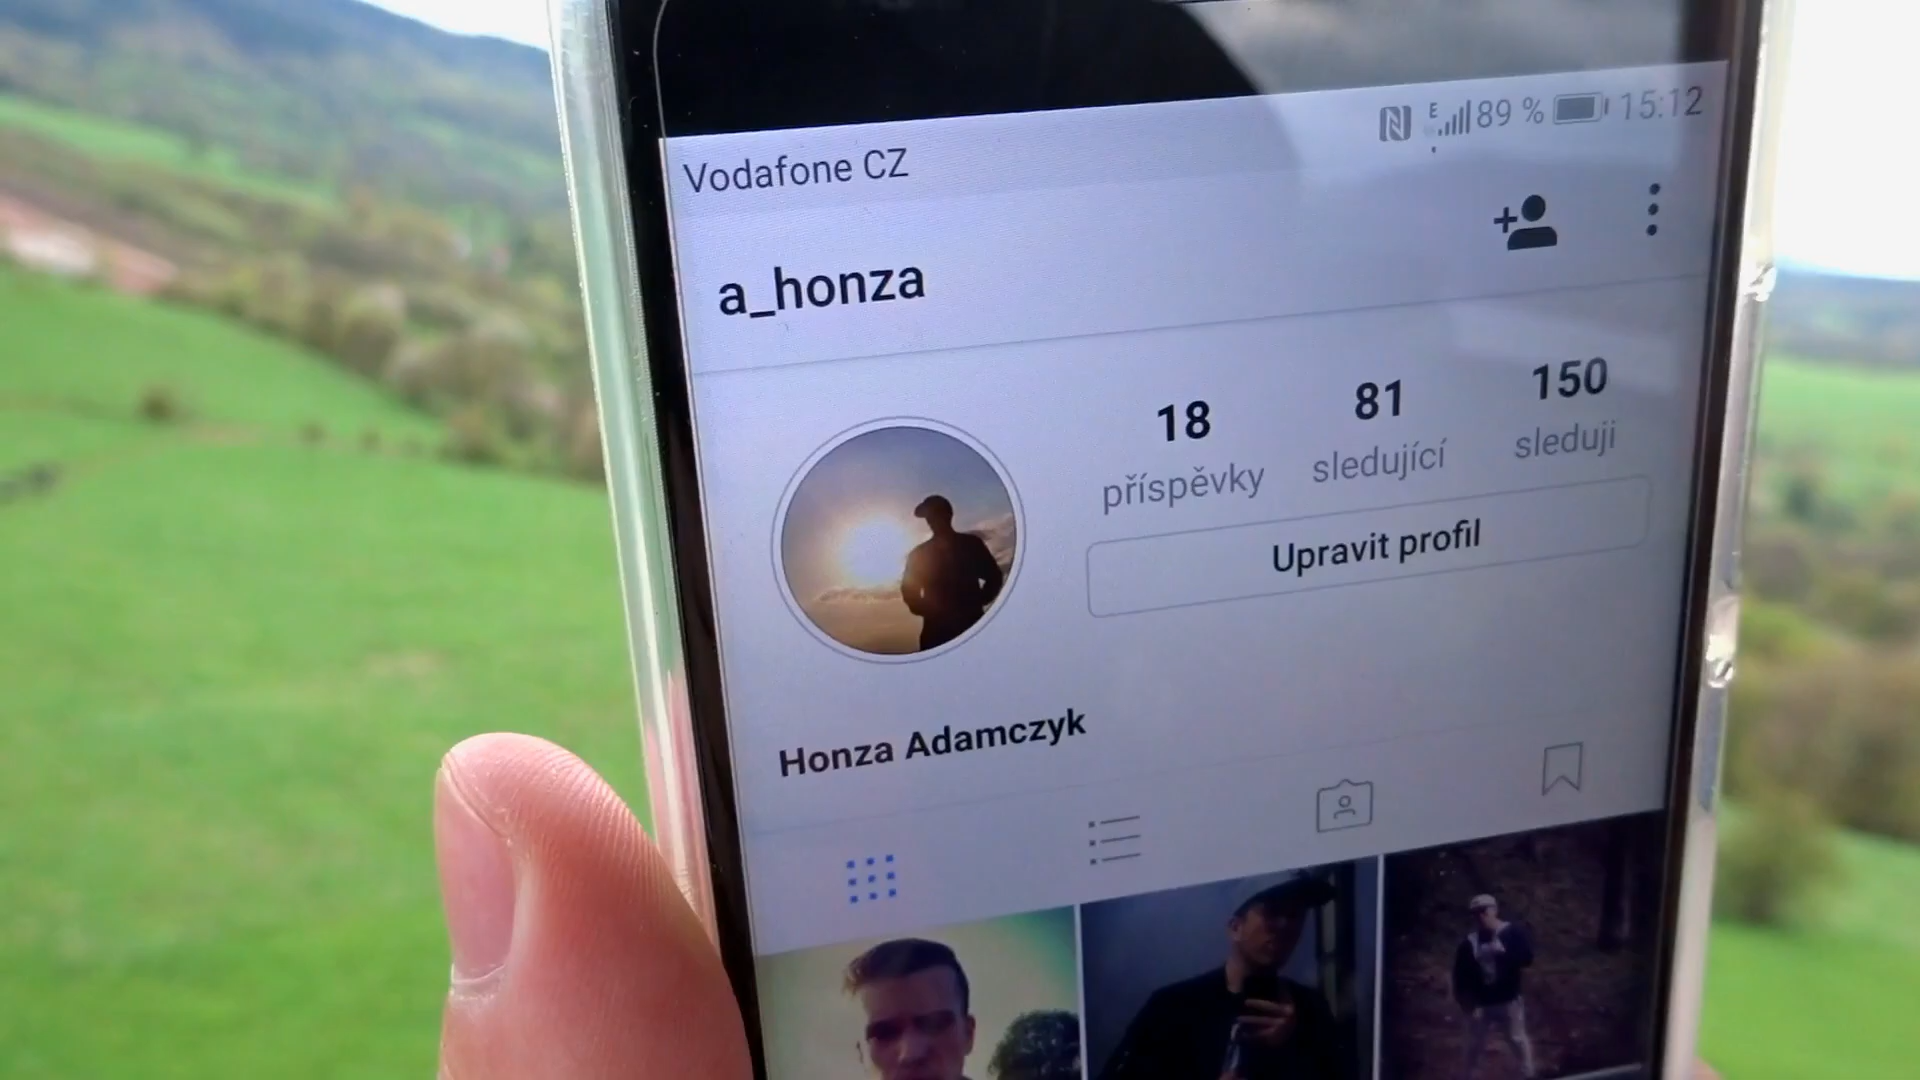 Vodafone CZ
E 89 % 15:12
a_honza
18 81 150
příspěvky sledující sleduji
Upravit profil
Honza Adamczyk